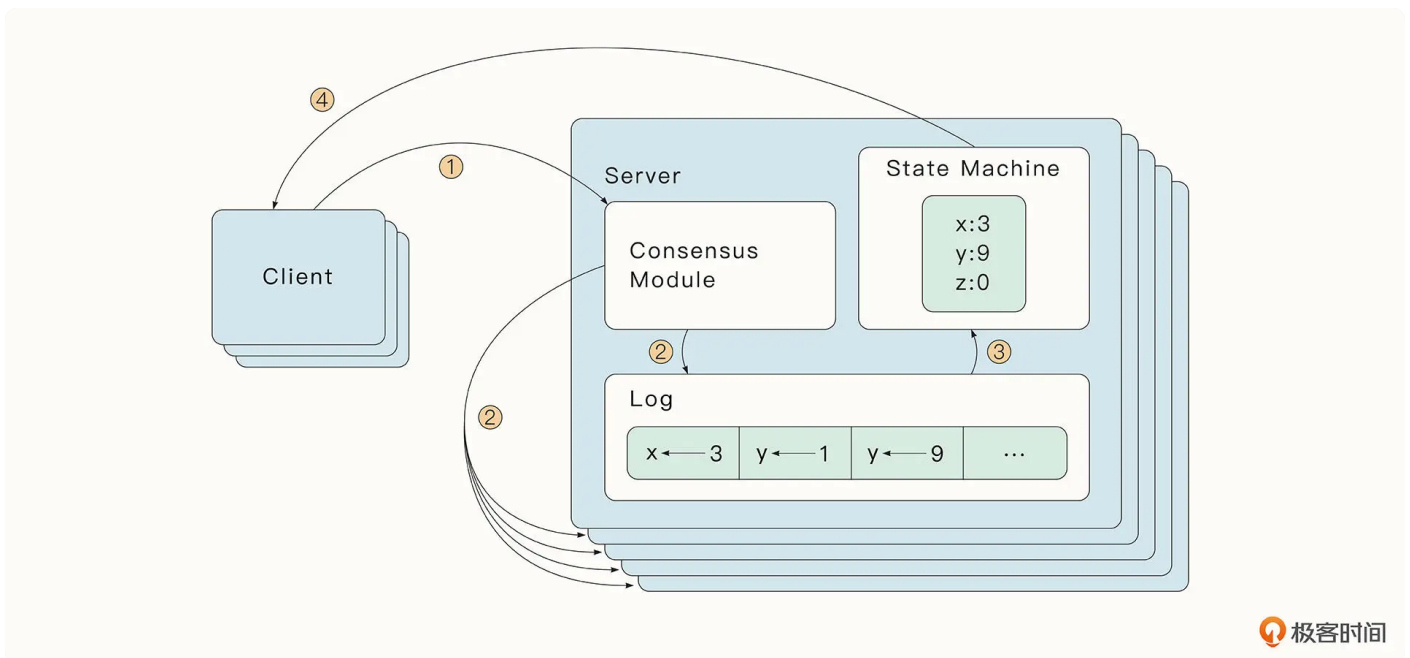 ④
①
Server
State Machine
x:3
y:9
z:0
Consensus
Module
Client
②
③
Log
②
x ← 3
y ← 1
y ← 9
...
极客时间